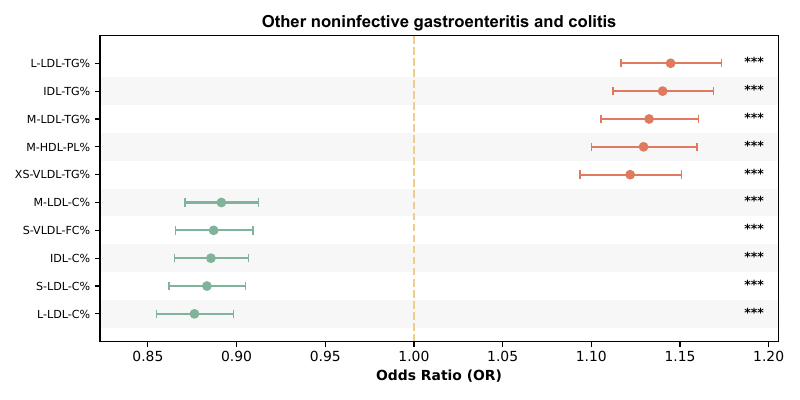 Other noninfective gastroenteritis and colitis
L-LDL-TG% ***
IDL-TG% ***
M-LDL-TG% ***
M-HDL-PL% ***
XS-VLDL-TG% ***
M-LDL-C% ***
S-VLDL-FC% ***
IDL-C% ***
S-LDL-C% ***
L-LDL-C% ***
0.85 0.90 0.95 1.00 1.05 1.10 1.15 1.20
Odds Ratio (OR)